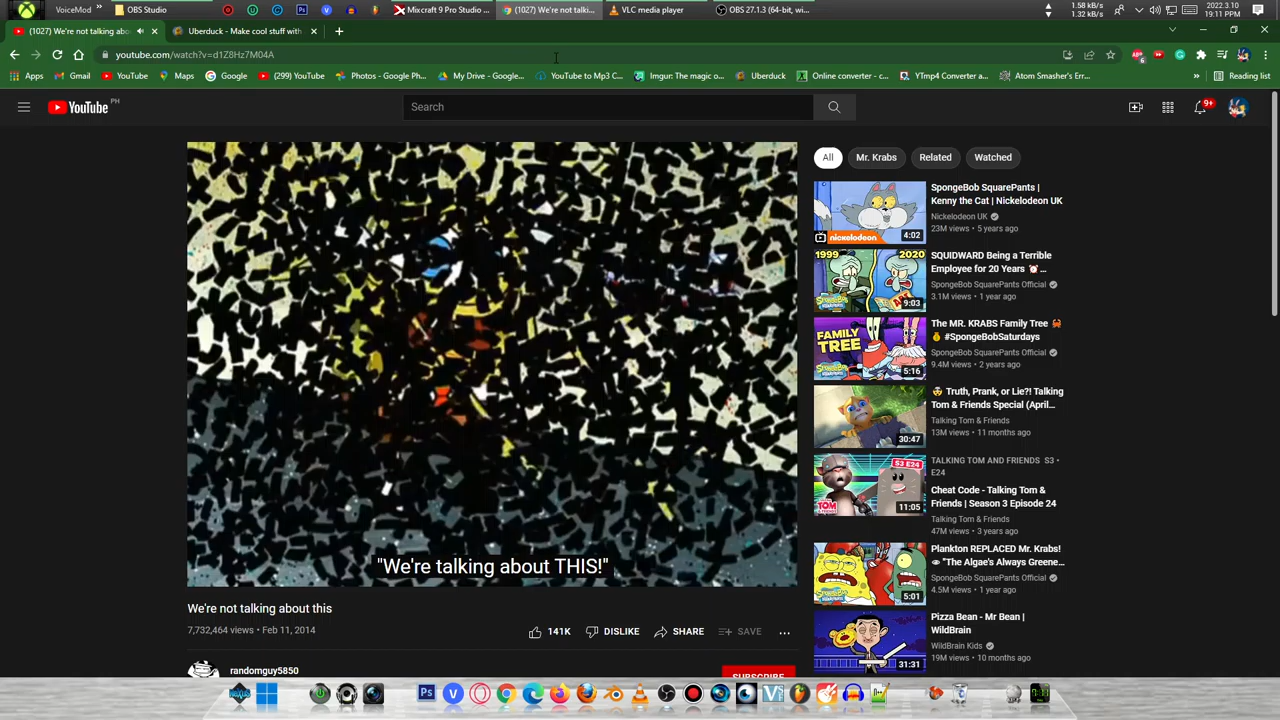 VoiceMod
OBS Studio
Mixcraft 9 Pro Studio ...
(1027) We're not talki...
VLC media player
OBS 27.1.3 (64-bit, wi...
1.58 kB/s
1.32 kB/s
2022.3.10
19:11 PM
(1027) We're not talking abo
Uberduck - Make cool stuff with
youtube.com/watch?v=d1Z8Hz7M04A
6
Apps
Gmail
YouTube
Maps
Google
(299) YouTube
Photos - Google Ph...
My Drive - Google...
YouTube to Mp3 C...
Imgur: The magic o...
Uberduck
Online converter - c...
YTmp4 Converter a...
Atom Smasher's Err...
»
Reading list
YouTube PH
Search
9+
All
Mr. Krabs
Related
Watched
SpongeBob SquarePants |
Kenny the Cat | Nickelodeon UK
Nickelodeon UK
23M views • 5 years ago
nickelodeon
4:02
1999
2020
SQUIDWARD Being a Terrible
Employee for 20 Years ⏰ ...
SpongeBob SquarePants Official
3.1M views • 1 year ago
9:03
FAMILY
TREE
The MR. KRABS Family Tree 🦀
💰 #SpongeBobSaturdays
SpongeBob SquarePants Official
9.4M views • 2 years ago
5:16
🤯 Truth, Prank, or Lie?! Talking
Tom & Friends Special (April...
Talking Tom & Friends
13M views • 11 months ago
30:47
TALKING TOM AND FRIENDS S3 •
E24
Cheat Code - Talking Tom &
Friends | Season 3 Episode 24
Talking Tom & Friends
47M views • 3 years ago
S3 E24
TOM
11:05
Plankton REPLACED Mr. Krabs!
👁 "The Algae's Always Greene...
SpongeBob SquarePants Official
4.5M views • 1 year ago
5:01
Pizza Bean - Mr Bean |
WildBrain
WildBrain Kids
19M views • 10 months ago
31:31
"We're talking about THIS!"
We're not talking about this
7,732,464 views • Feb 11, 2014
141K
DISLIKE
SHARE
SAVE
...
randomguy5850
SUBSCRIBE